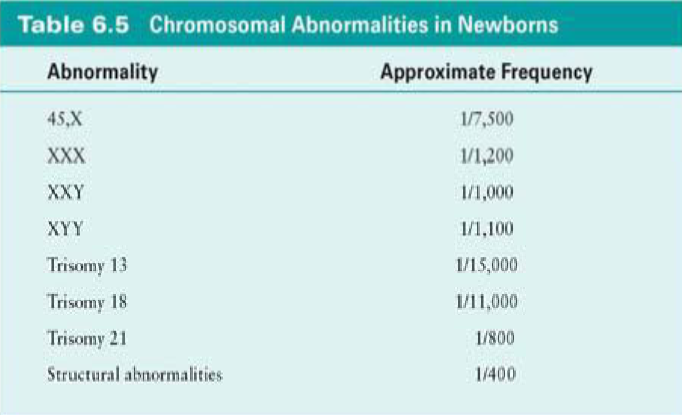 Table 6.5 Chromosomal Abnormalities in Newborns
Abnormality Approximate Frequency
45,X 1/7,500
XXX 1/1,200
XXY 1/1,000
XYY 1/1,100
Trisomy 13 1/15,000
Trisomy 18 1/11,000
Trisomy 21 1/800
Structural abnormalities 1/400